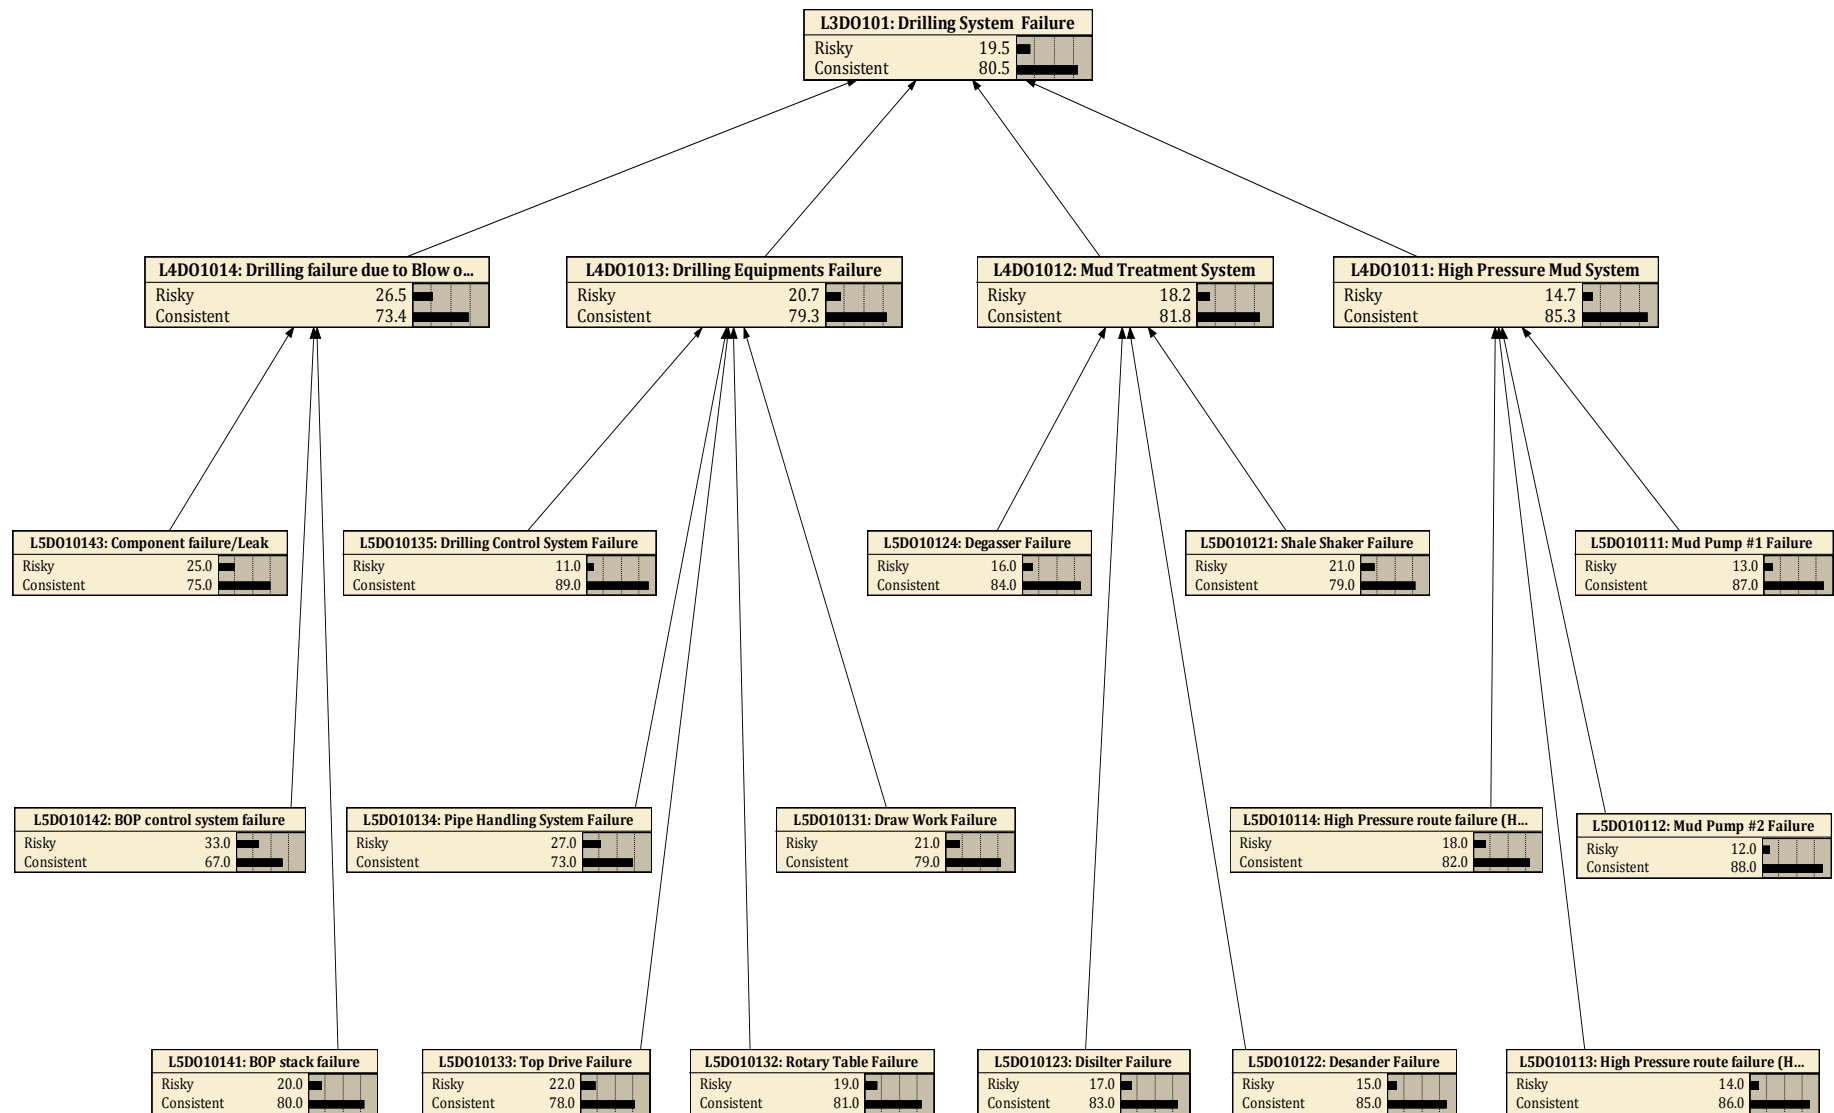 L3DO101: Drilling System Failure
Risky 19.5
Consistent 80.5
L4DO1014: Drilling failure due to Blow o...
Risky 26.5
Consistent 73.4
L4DO1013: Drilling Equipments Failure
Risky 20.7
Consistent 79.3
L4DO1012: Mud Treatment System
Risky 18.2
Consistent 81.8
L4DO1011: High Pressure Mud System
Risky 14.7
Consistent 85.3
L5DO10143: Component failure/Leak
Risky 25.0
Consistent 75.0
L5DO10135: Drilling Control System Failure
Risky 11.0
Consistent 89.0
L5DO10124: Degasser Failure
Risky 16.0
Consistent 84.0
L5DO10121: Shale Shaker Failure
Risky 21.0
Consistent 79.0
L5DO10111: Mud Pump #1 Failure
Risky 13.0
Consistent 87.0
L5DO10142: BOP control system failure
Risky 33.0
Consistent 67.0
L5DO10134: Pipe Handling System Failure
Risky 27.0
Consistent 73.0
L5DO10131: Draw Work Failure
Risky 21.0
Consistent 79.0
L5DO10114: High Pressure route failure (H...
Risky 18.0
Consistent 82.0
L5DO10112: Mud Pump #2 Failure
Risky 12.0
Consistent 88.0
L5DO10141: BOP stack failure
Risky 20.0
Consistent 80.0
L5DO10133: Top Drive Failure
Risky 22.0
Consistent 78.0
L5DO10132: Rotary Table Failure
Risky 19.0
Consistent 81.0
L5DO10123: Disilter Failure
Risky 17.0
Consistent 83.0
L5DO10122: Desander Failure
Risky 15.0
Consistent 85.0
L5DO10113: High Pressure route failure (H...
Risky 14.0
Consistent 86.0